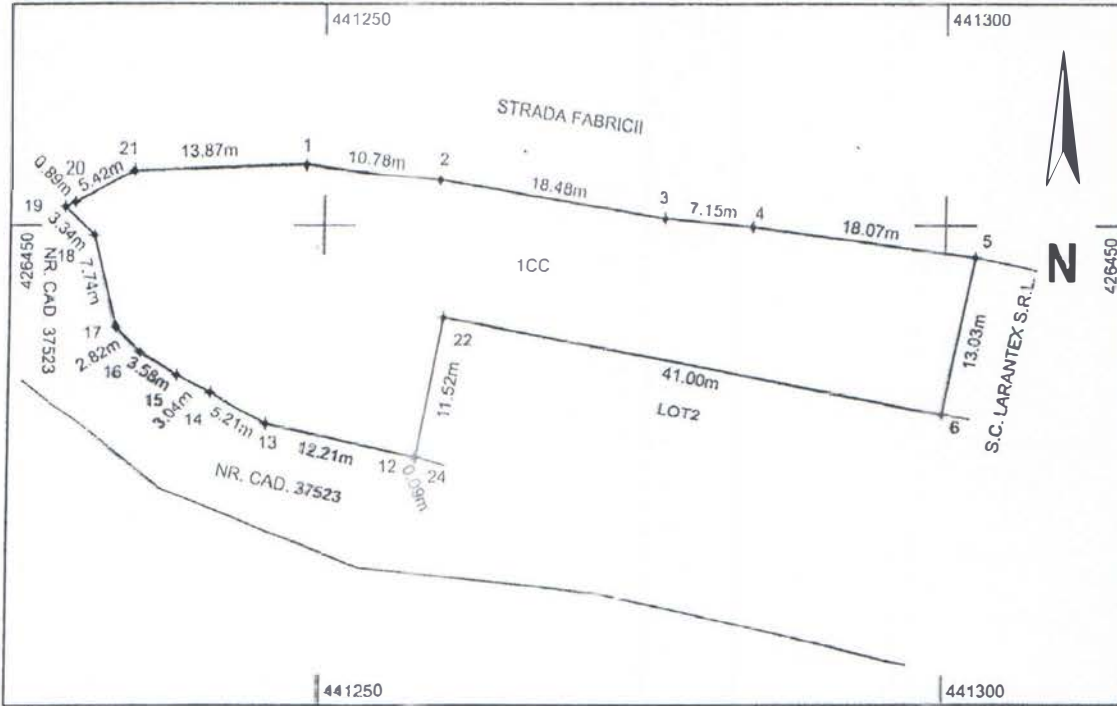 441250
441300
STRADA FABRICII
21
13.87m
1
10.78m
2
18.48m
3
7.15m
4
18.07m
5
20
0.89m
5.42m
19
3.34m
18
7.74m
426450
NR. CAD 37523
1CC
N
426450
S.C. LARANTEX S.R.L.
13.03m
17
2.82m
16
3.58m
15
3.04m
14
5.21m
13
12.21m
12
0.09m
24
11.52m
22
41.00m
LOT2
6
NR. CAD. 37523
441250
441300